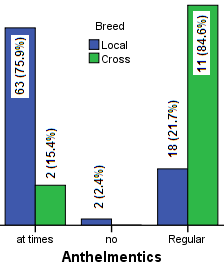 Breed
Local
Cross
63 (75.9%)
2 (15.4%)
2 (2.4%)
18 (21.7%)
11 (84.6%)
at times
no
Regular
Anthelmentics